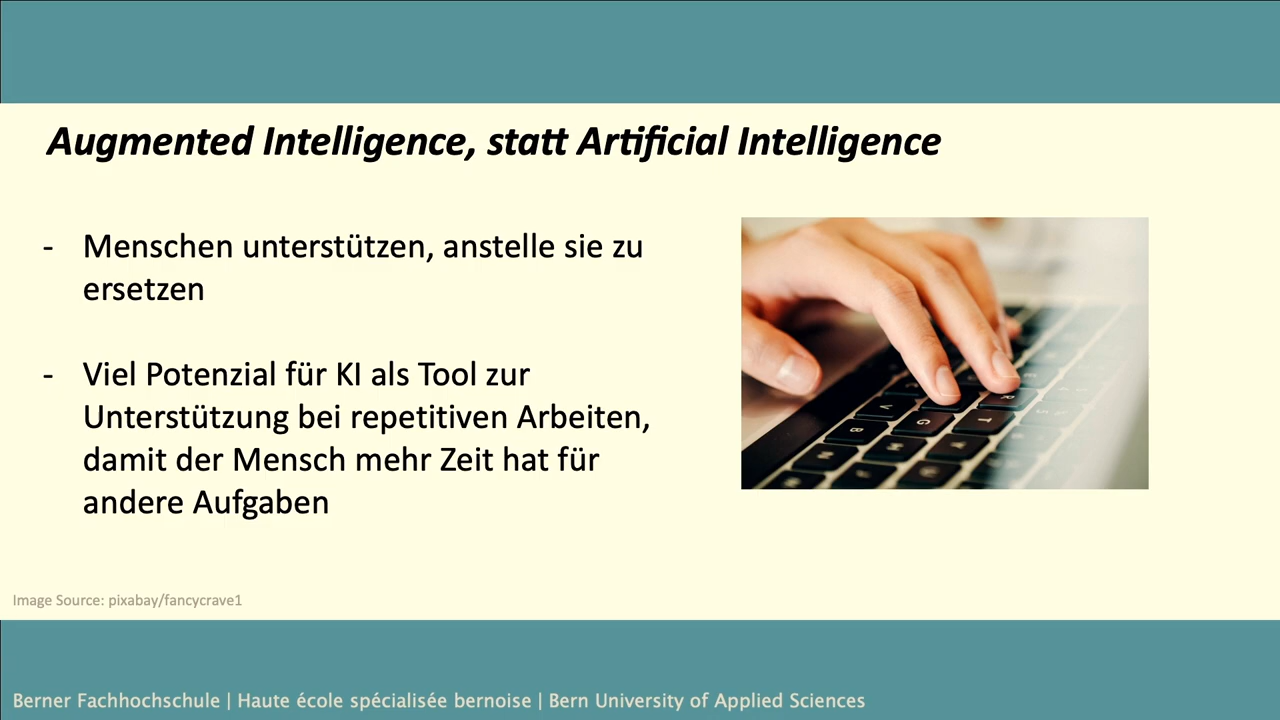 Augmented Intelligence, statt Artificial Intelligence
- Menschen unterstützen, anstelle sie zu
ersetzen
- Viel Potenzial für KI als Tool zur
Unterstützung bei repetitiven Arbeiten,
damit der Mensch mehr Zeit hat für
andere Aufgaben
Image Source: pixabay/fancycrave1
Berner Fachhochschule | Haute école spécialisée bernoise | Bern University of Applied Sciences